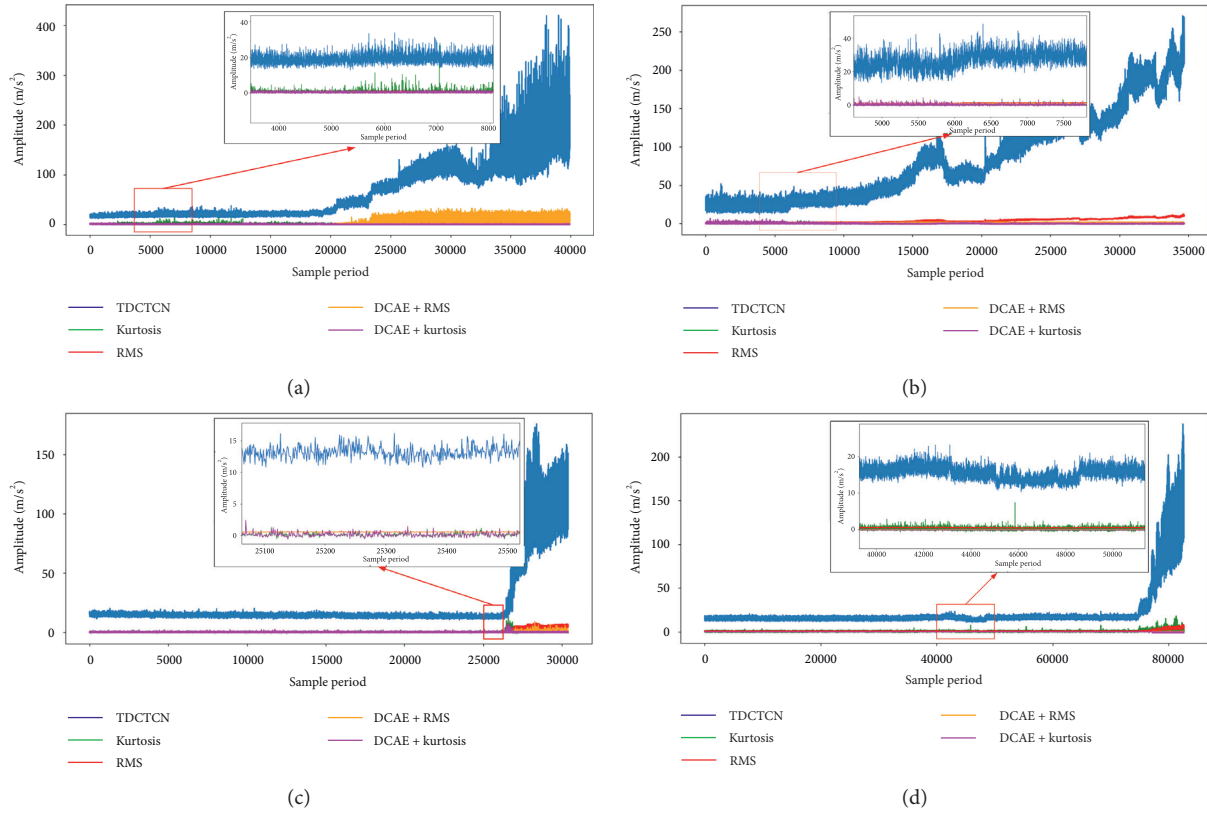 400
300
200
100
0
Amplitude (m/s²)
40
20
0
Amplitude (m/s²)
4000 5000 6000 7000 8000
Sample period
0 5000 10000 15000 20000 25000 30000 35000 40000
Sample period
TDCTCN
Kurtosis
RMS
DCAE + RMS
DCAE + kurtosis
(a)
250
200
150
100
50
0
Amplitude (m/s²)
40
20
0
Amplitude (m/s²)
5000 5500 6000 6500 7000 7500
Sample period
0 5000 10000 15000 20000 25000 30000 35000
Sample period
TDCTCN
Kurtosis
RMS
DCAE + RMS
DCAE + kurtosis
(b)
150
100
50
0
Amplitude (m/s²)
15
10
5
0
Amplitude (m/s²)
25100 25200 25300 25400 25500
Sample period
0 5000 10000 15000 20000 25000 30000
Sample period
TDCTCN
Kurtosis
RMS
DCAE + RMS
DCAE + kurtosis
(c)
200
150
100
50
0
Amplitude (m/s²)
20
10
0
Amplitude (m/s²)
40000 42000 44000 46000 48000 50000
Sample period
0 20000 40000 60000 80000
Sample period
TDCTCN
Kurtosis
RMS
DCAE + RMS
DCAE + kurtosis
(d)